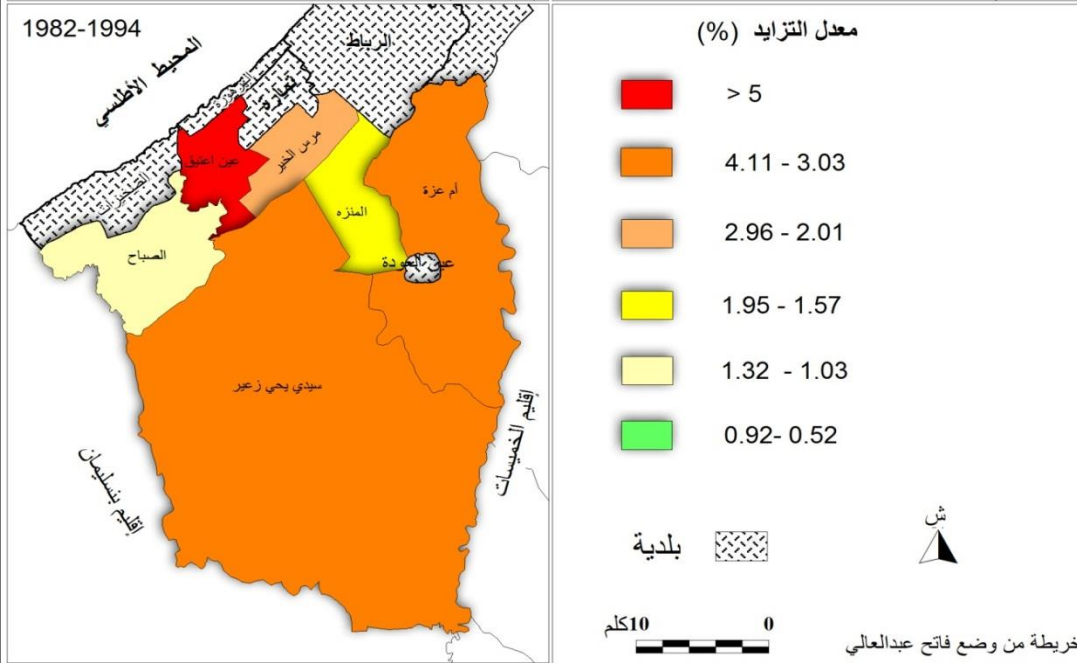 1982-1994
المحيط الأطلسي
الرباط
الهرهورة
تمارة
مرس الخير
عين اعتيق
الصخيرات
أم عزة
المنزه
الصباح
عين العودة
سيدي يحي زعير
إقليم الخميسات
إقليم بنسليمان
معدل التزايد (%)
> 5
4.11 - 3.03
2.96 - 2.01
1.95 - 1.57
1.32 - 1.03
0.92- 0.52
بلدية
ش
10كلم 0
خريطة من وضع فاتح عبدالعالي